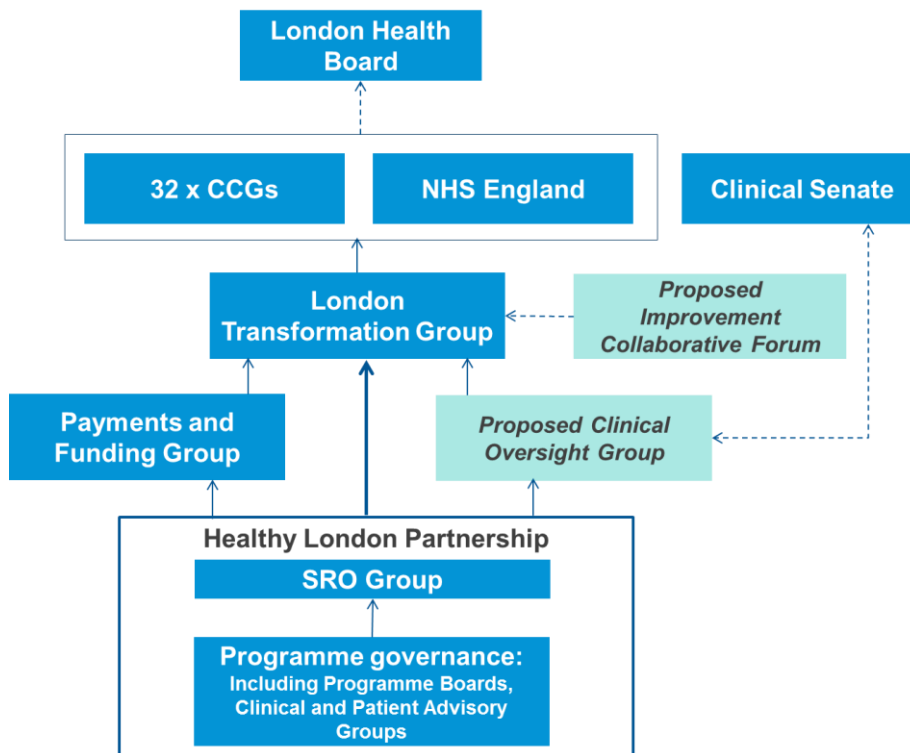 London Health
Board
32 x CCGs
NHS England
Clinical Senate
London
Transformation Group
Proposed
Improvement
Collaborative Forum
Payments and
Funding Group
Proposed Clinical
Oversight Group
Healthy London Partnership
SRO Group
Programme governance:
Including Programme Boards,
Clinical and Patient Advisory
Groups